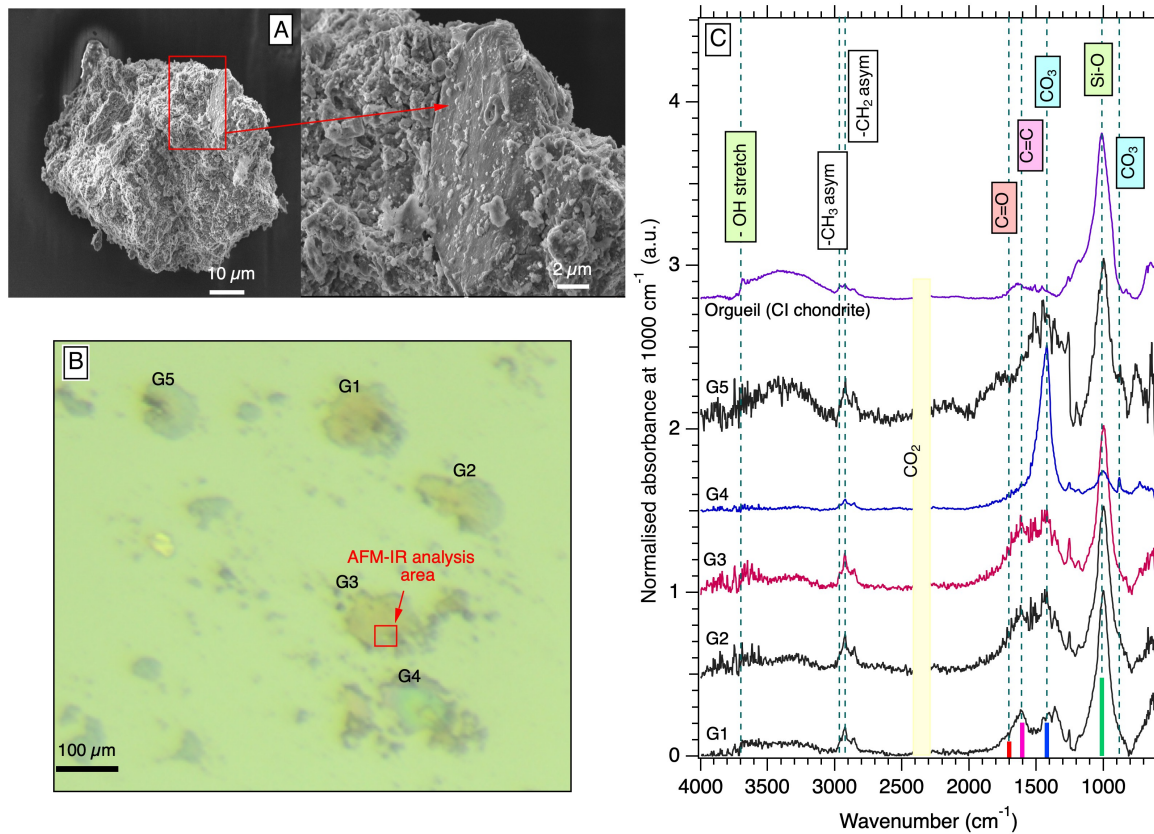 A
10 µm
2 µm
B
G5
G1
G2
AFM-IR analysis
area
G3
G4
100 µm
C
- OH stretch
-CH3 asym
-CH2 asym
C=O
C=C
CO3
Si-O
CO3
Normalised absorbance at 1000 cm-1 (a.u.)
4
3
2
1
0
Orgueil (CI chondrite)
G5
CO2
G4
G3
G2
G1
4000 3500 3000 2500 2000 1500 1000
Wavenumber (cm-1)